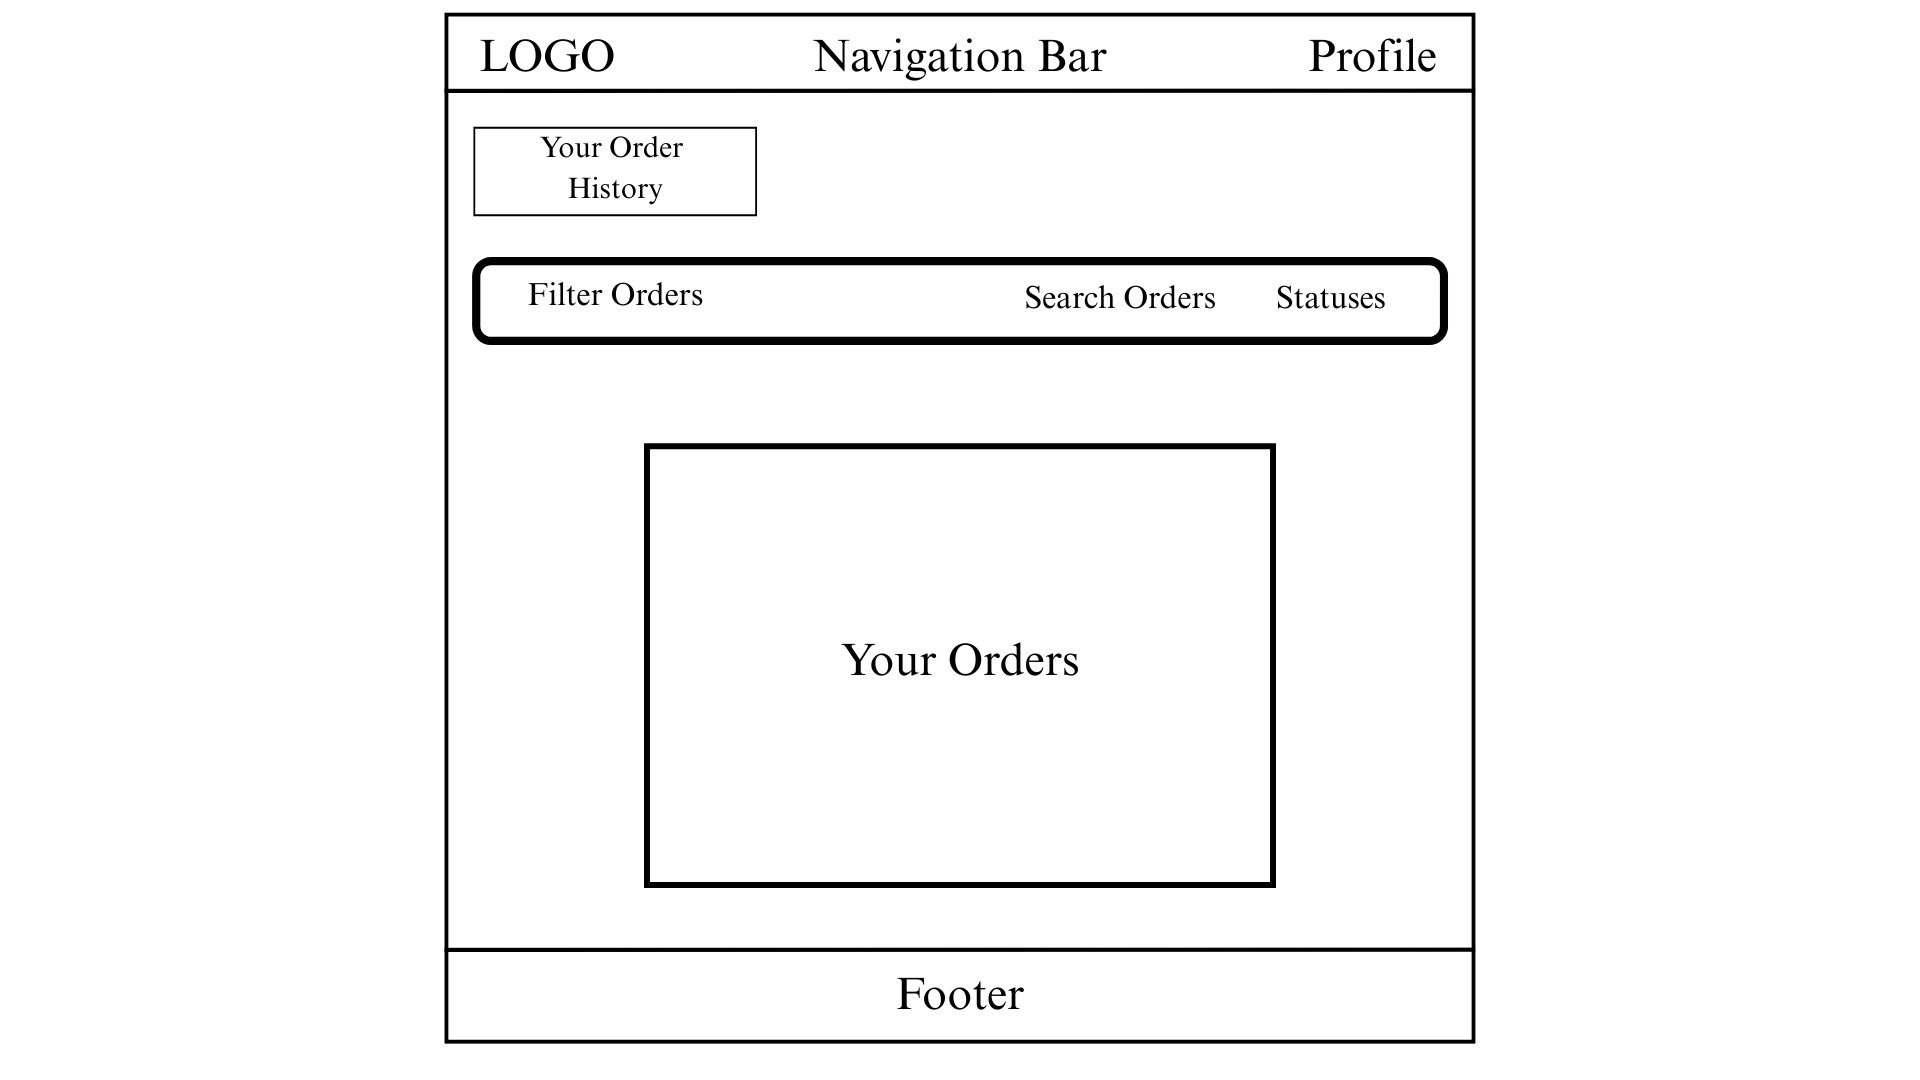 LOGO Navigation Bar Profile
Your Order
History
Filter Orders Search Orders Statuses
Your Orders
Footer